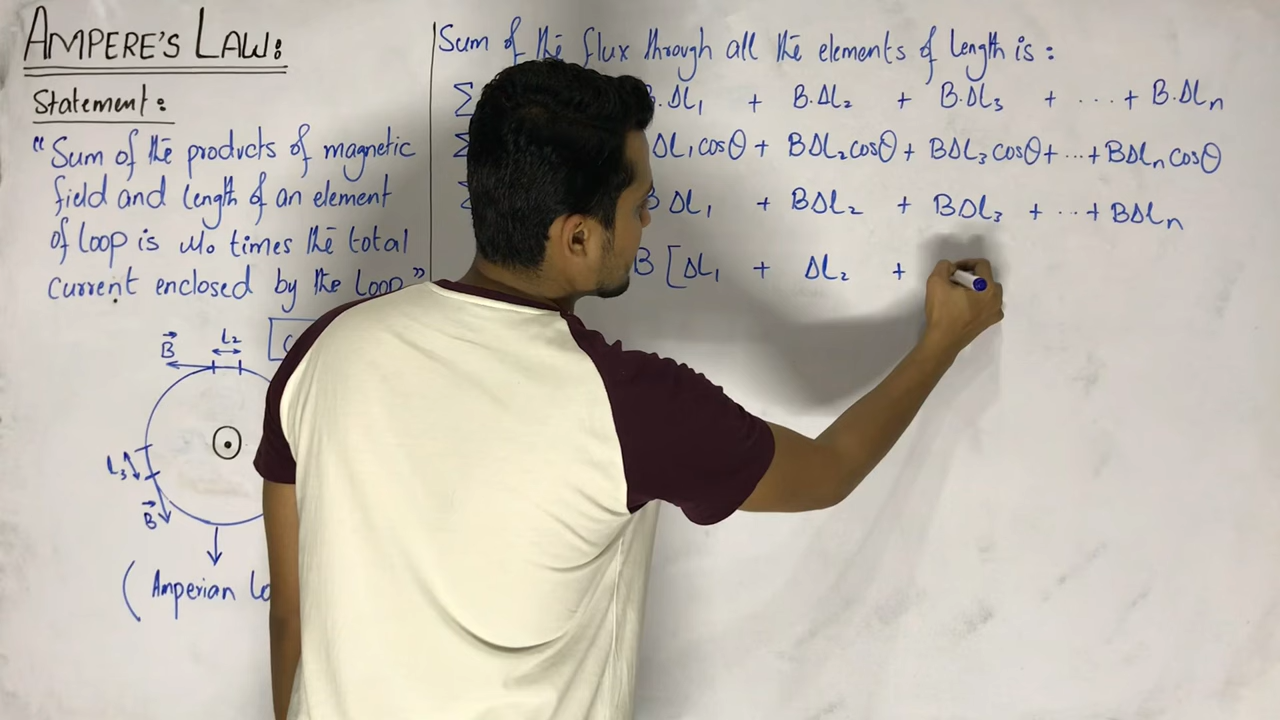 AMPERE'S LAW:
Statement:
"Sum of the products of magnetic
field and length of an element
of loop is μo times the total
current enclosed by the loop"
B⃗
L2
L3
B⃗
(Amperian
Sum of the flux through all the elements of length is:
Σ B.ΔL1 + B.ΔL2 + B.ΔL3 + ... + B.ΔLn
Σ ΔL1cosθ + BΔL2cosθ + BΔL3cosθ + ... + BΔLncosθ
BΔL1 + BΔL2 + BΔL3 + ... + BΔLn
B[ΔL1 + ΔL2 +